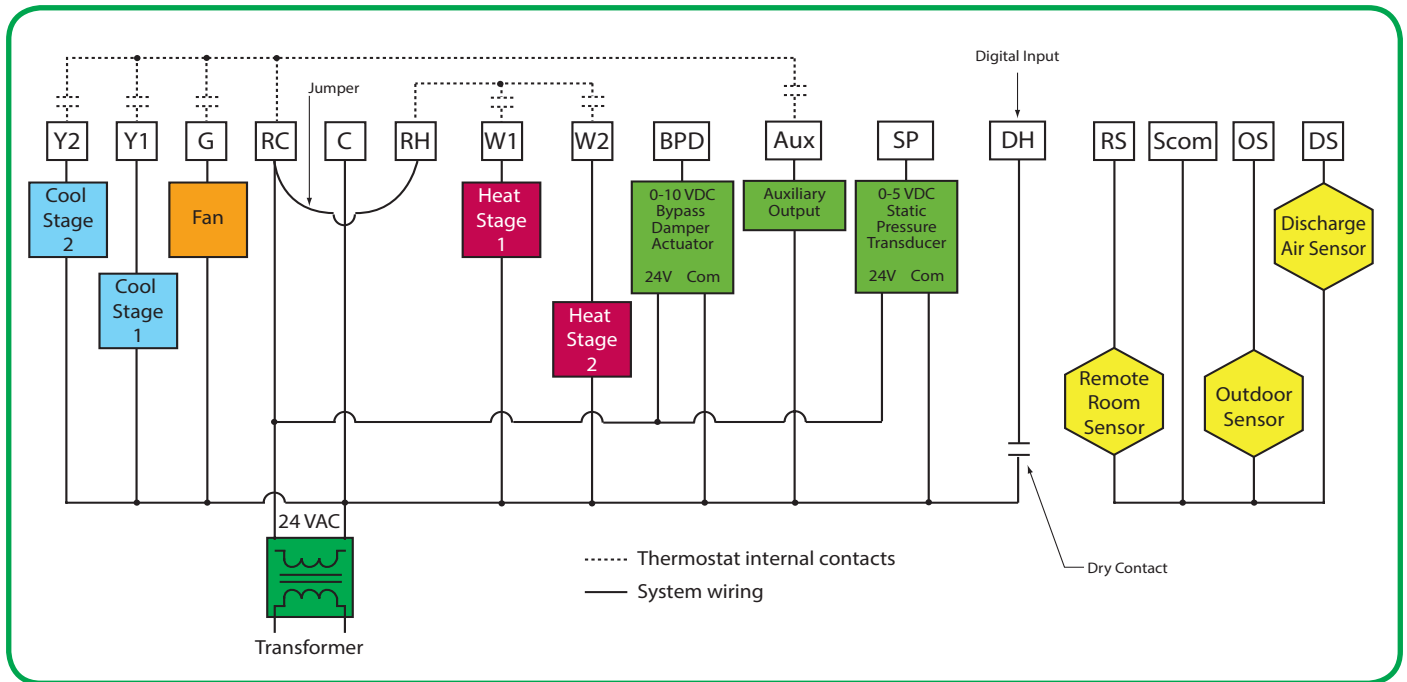 Digital Input
Jumper
Y2
Y1
G
RC
C
RH
W1
W2
BPD
Aux
SP
DH
RS
Scom
OS
DS
Cool
Stage
2
Cool
Stage
1
Fan
Heat
Stage
1
Heat
Stage
2
0-10 VDC
Bypass
Damper
Actuator
24V Com
Auxiliary
Output
0-5 VDC
Static
Pressure
Transducer
24V Com
Remote
Room
Sensor
Outdoor
Sensor
Discharge
Air Sensor
24 VAC
Transformer
Thermostat internal contacts
System wiring
Dry Contact